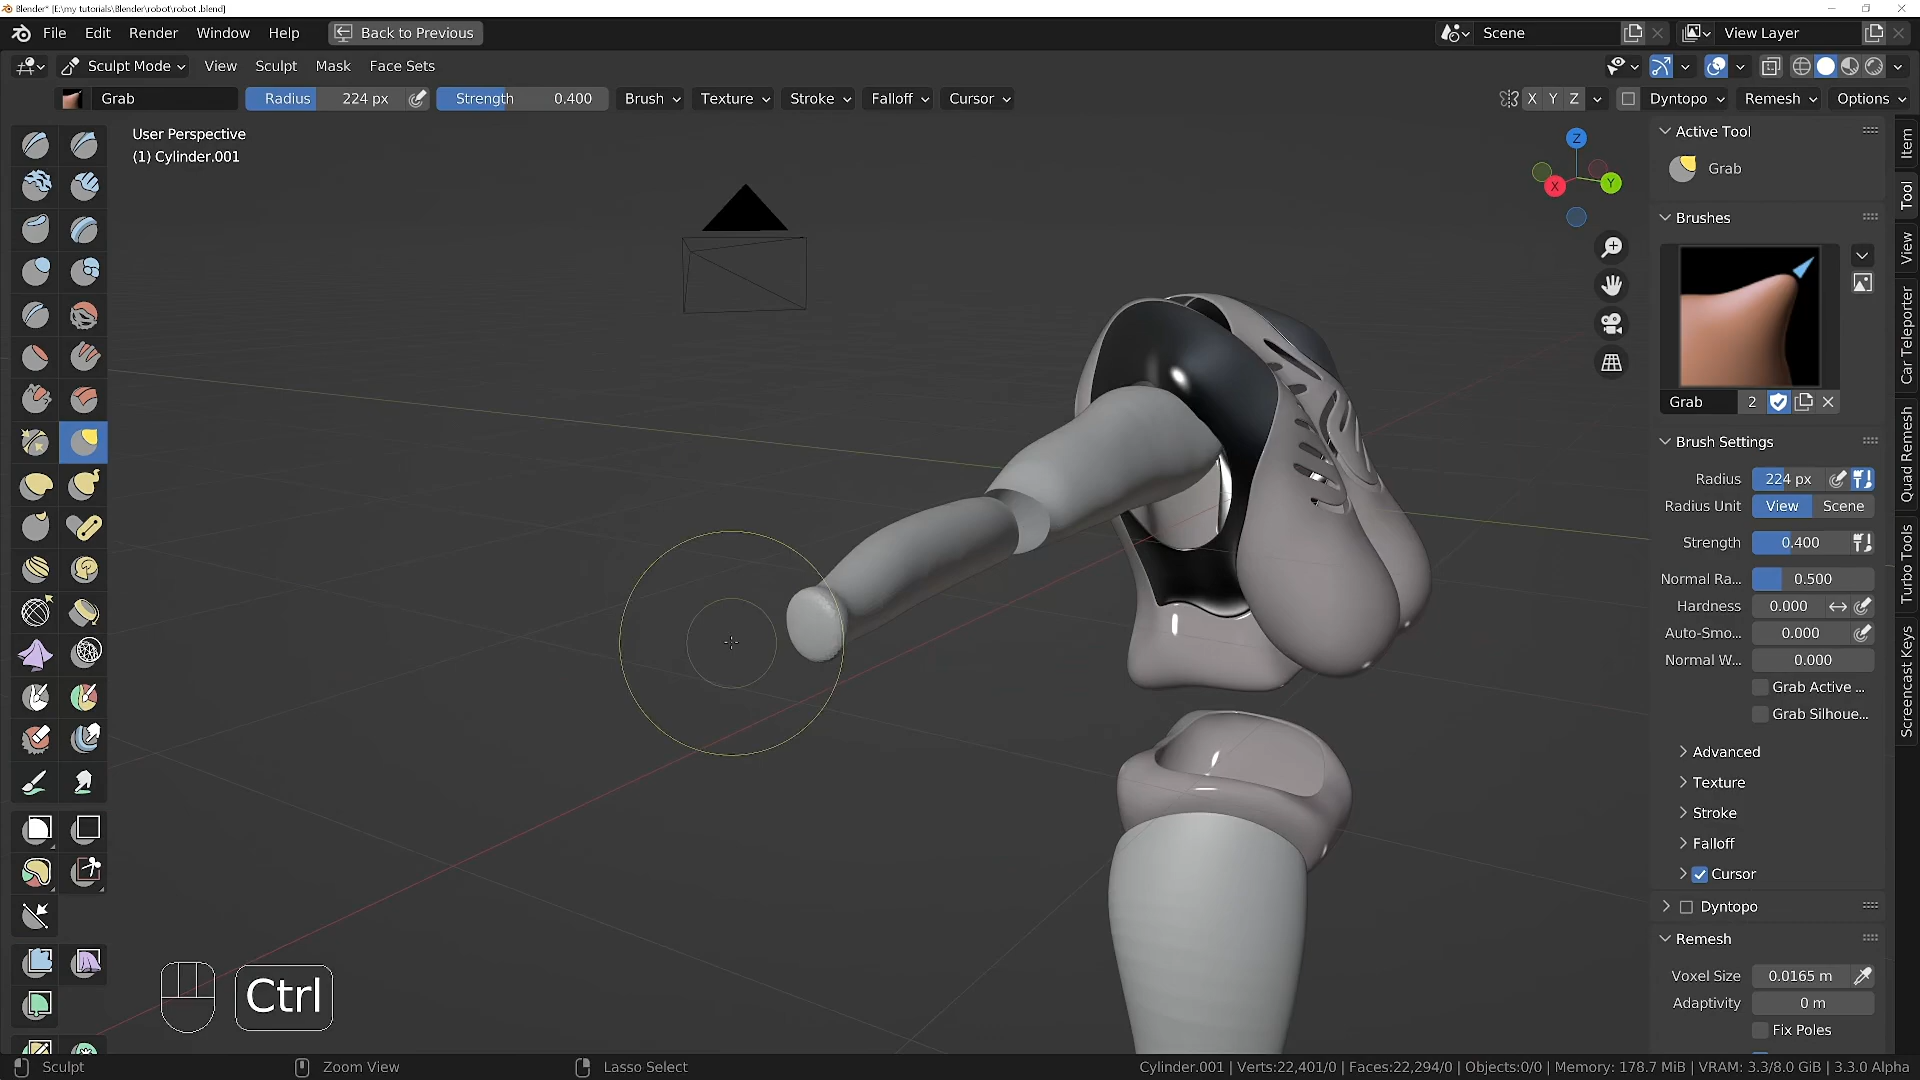 Blender* [E:\my tutorials\Blender\robot\robot .blend]
File Edit Render Window Help Back to Previous Scene View Layer
Sculpt Mode View Sculpt Mask Face Sets
Grab Radius 224 px Strength 0.400 Brush Texture Stroke Falloff Cursor X Y Z Dyntopo Remesh Options
User Perspective
(1) Cylinder.001
Z
X
Y
Active Tool
Grab
Brushes
Grab 2
Brush Settings
Radius 224 px
Radius Unit View Scene
Strength 0.400
Normal Ra... 0.500
Hardness 0.000
Auto-Smo... 0.000
Normal W... 0.000
Grab Active ...
Grab Silhoue...
Advanced
Texture
Stroke
Falloff
Cursor
Dyntopo
Remesh
Voxel Size 0.0165 m
Adaptivity 0 m
Fix Poles
Item
Tool
View
Car Teleporter
Quad Remesh
Turbo Tools
Screencast Keys
Ctrl
Sculpt Zoom View Lasso Select Cylinder.001 | Verts:22,401/0 | Faces:22,294/0 | Objects:0/0 | Memory: 178.7 MiB | VRAM: 3.3/8.0 GiB | 3.3.0 Alpha